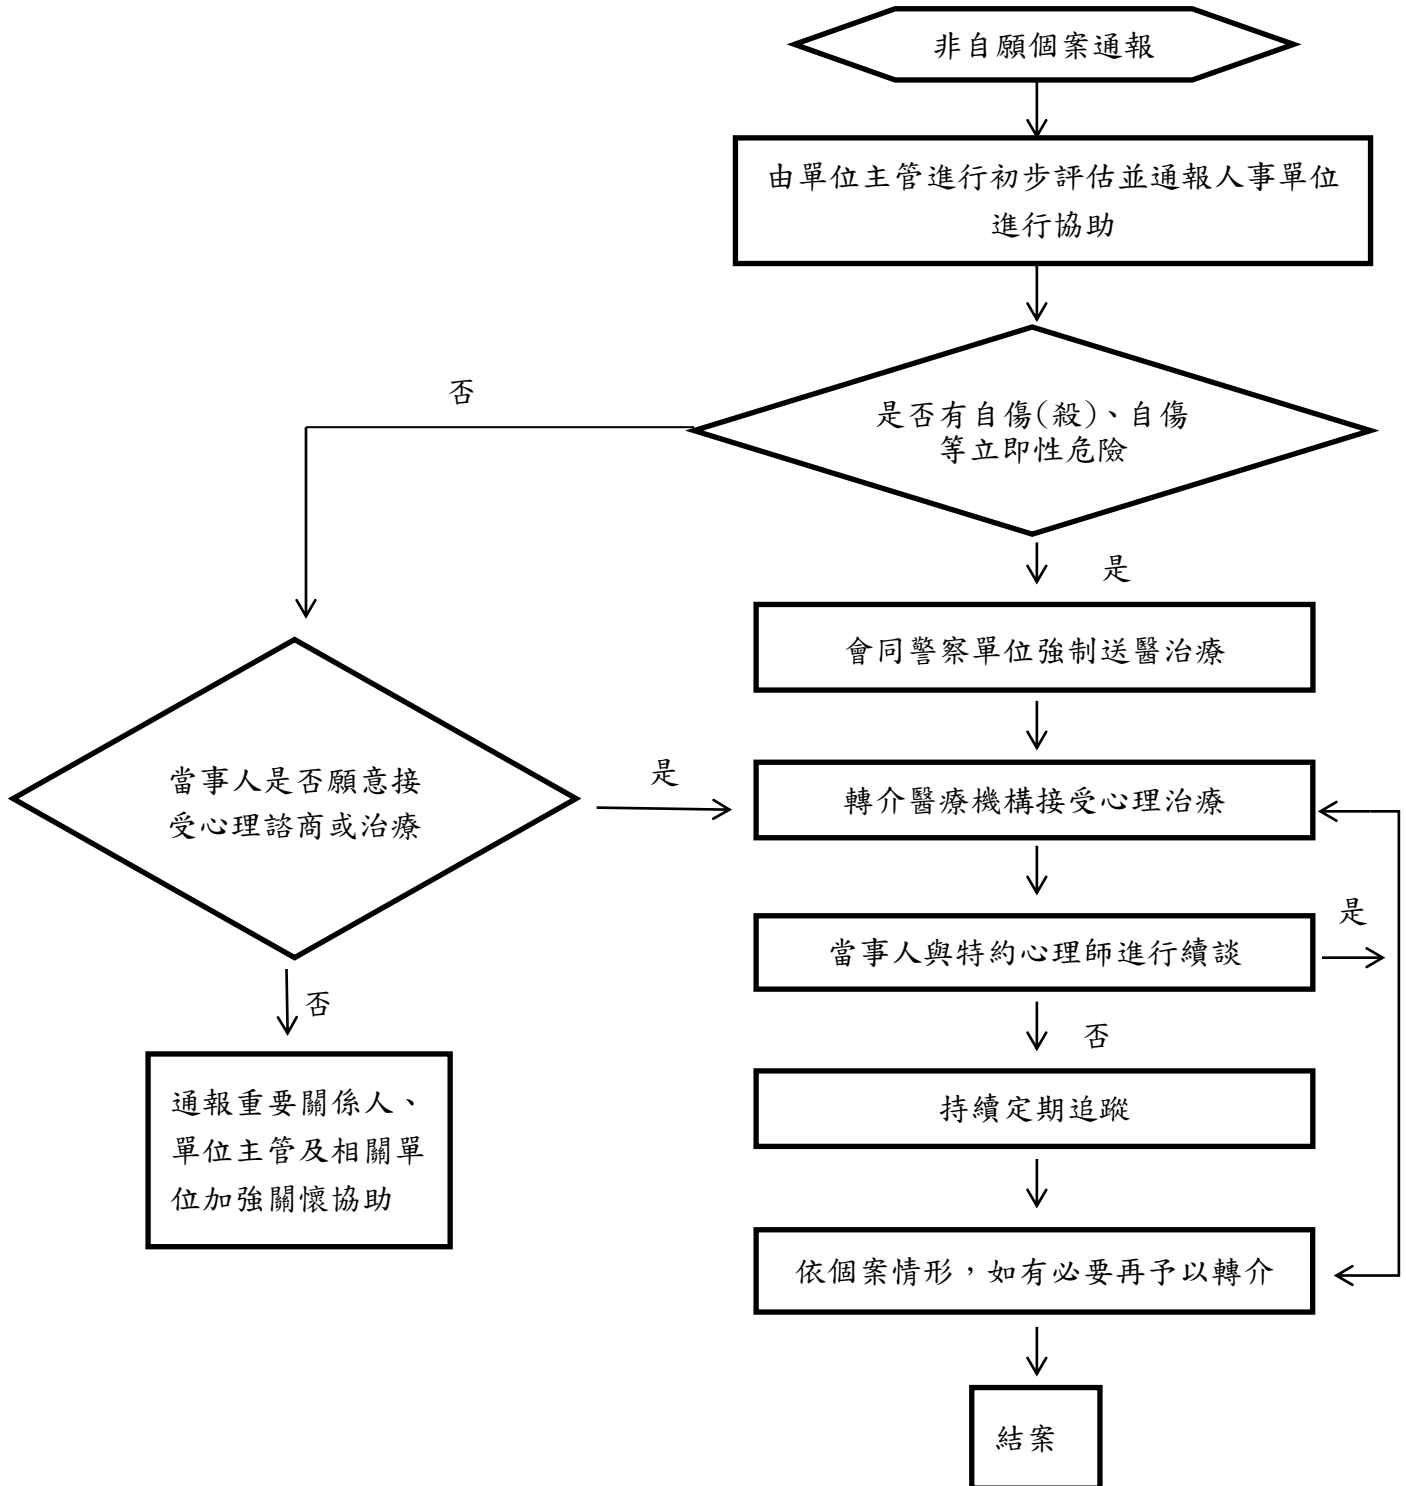 非自願個案通報
由單位主管進行初步評估並通報人事單位
進行協助
否
是否有自傷(殺)、自傷
等立即性危險
是
會同警察單位強制送醫治療
當事人是否願意接
受心理諮商或治療
是
轉介醫療機構接受心理治療
當事人與特約心理師進行續談
是
否
否
通報重要關係人、
單位主管及相關單
位加強關懷協助
持續定期追蹤
依個案情形，如有必要再予以轉介
結案